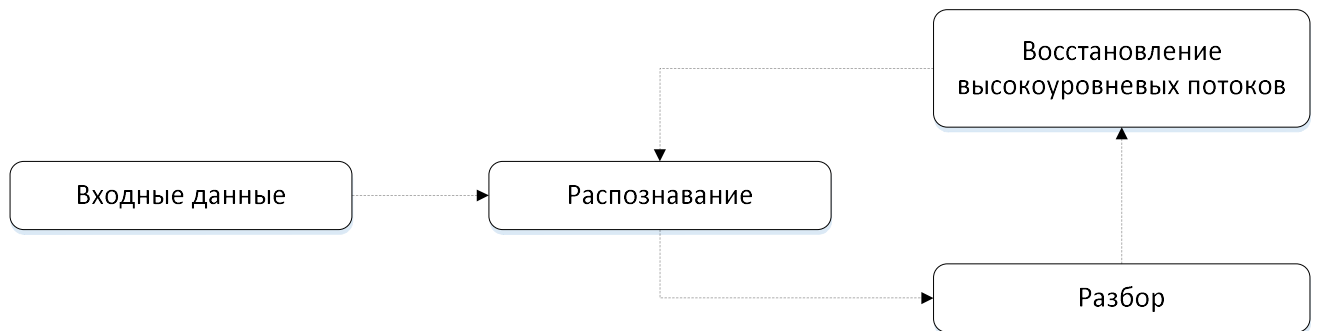 Восстановление
высокоуровневых потоков
Входные данные
Распознавание
Разбор